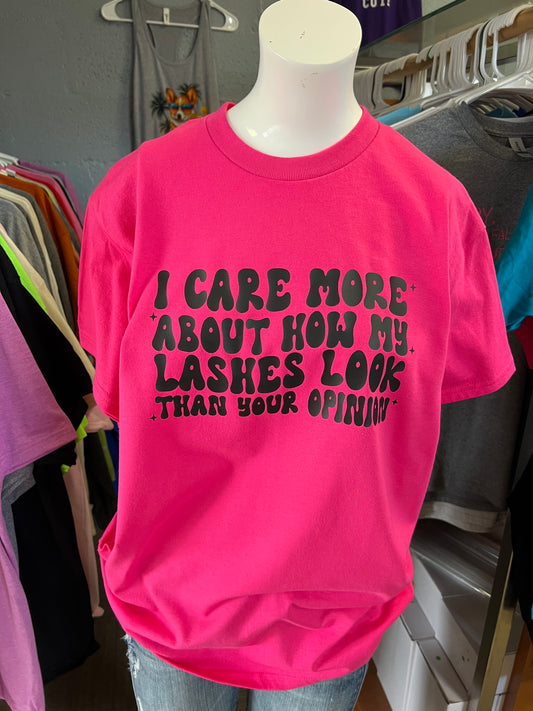 I CARE MORE
ABOUT HOW MY
LASHES LOOK
THAN YOUR OPINION